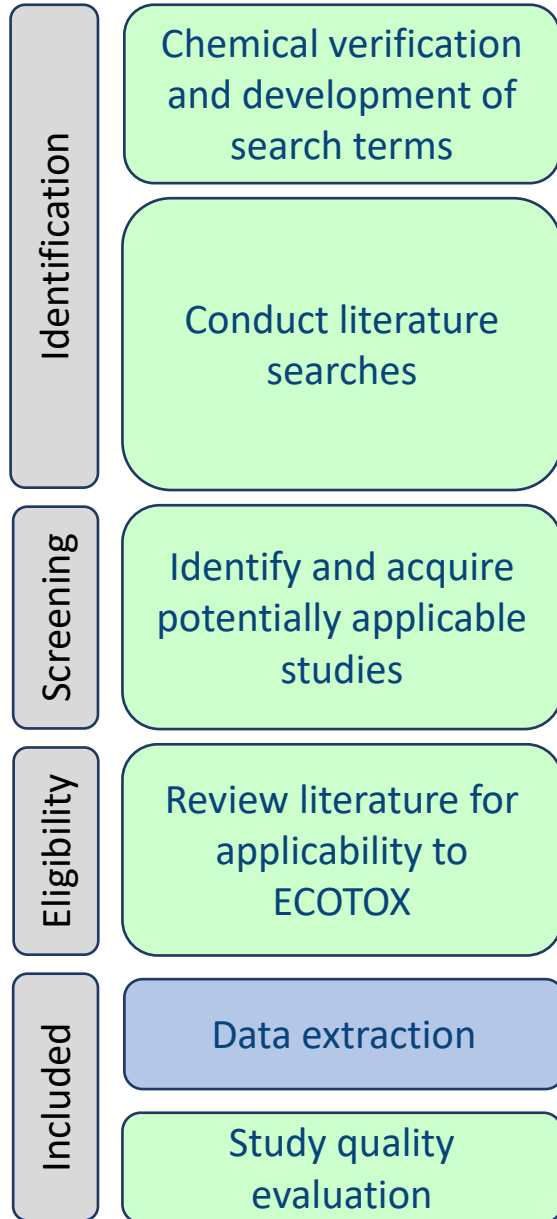 Identification
Chemical verification
and development of
search terms
Conduct literature
searches
Screening
Identify and acquire
potentially applicable
studies
Eligibility
Review literature for
applicability to
ECOTOX
Included
Data extraction
Study quality
evaluation